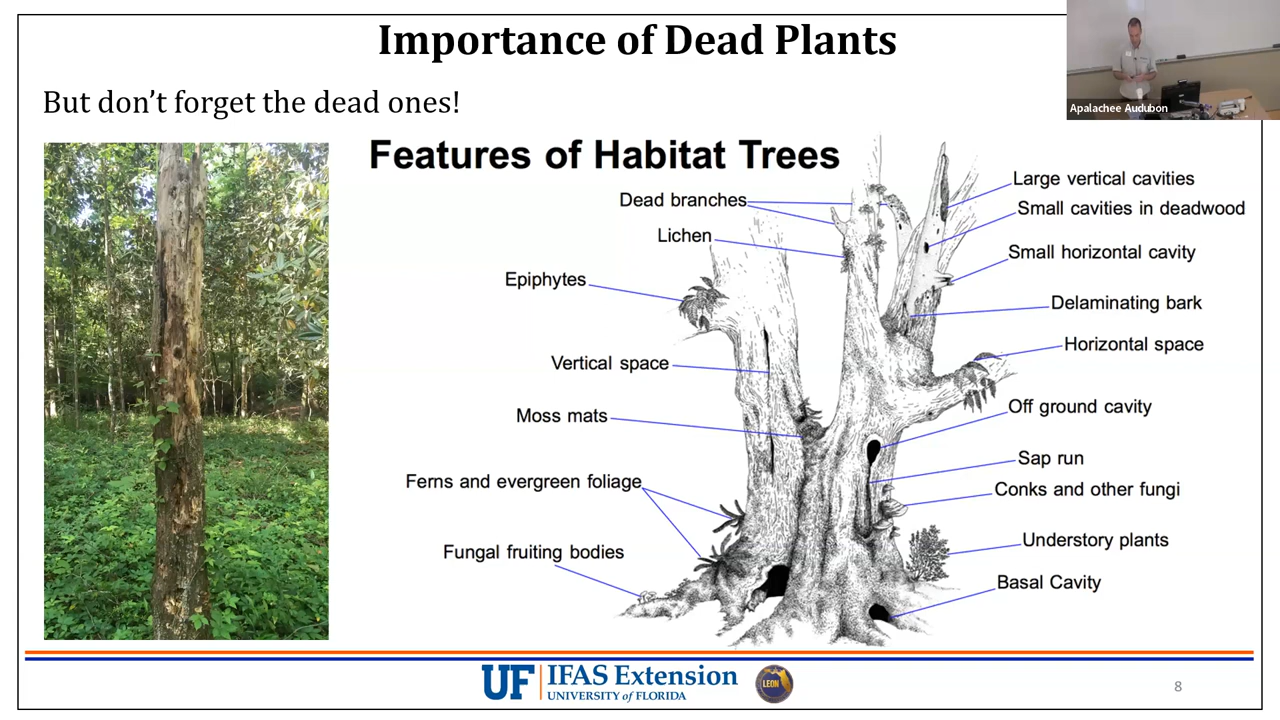 Importance of Dead Plants
Apalachee Audubon
But don't forget the dead ones!
Features of Habitat Trees
Dead branches
Lichen
Epiphytes
Vertical space
Moss mats
Ferns and evergreen foliage
Fungal fruiting bodies
Large vertical cavities
Small cavities in deadwood
Small horizontal cavity
Delaminating bark
Horizontal space
Off ground cavity
Sap run
Conks and other fungi
Understory plants
Basal Cavity
UF IFAS Extension
UNIVERSITY of FLORIDA
LEON
8